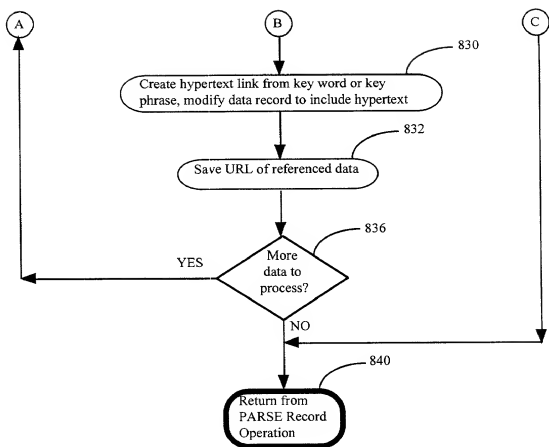 A
B
C
830
Create hypertext link from key word or key
phrase, modify data record to include hypertext
832
Save URL of referenced data
836
More
data to
process?
YES
NO
840
Return from
PARSE Record
Operation